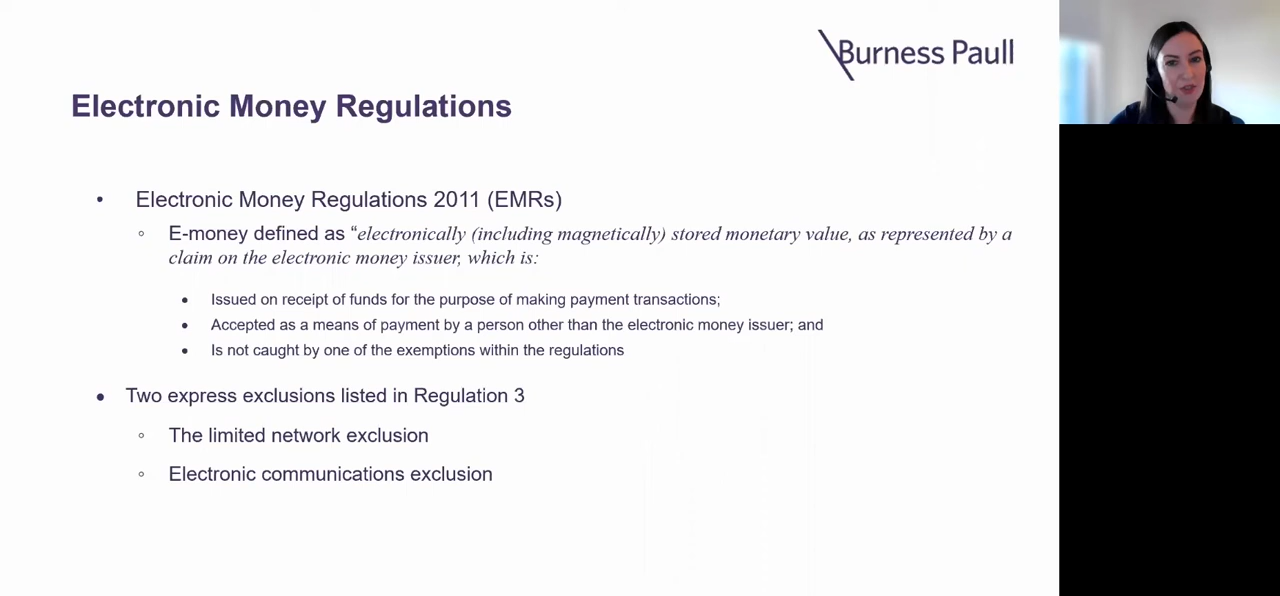 Burness Paull
Electronic Money Regulations
• Electronic Money Regulations 2011 (EMRs)
◦ E-money defined as “electronically (including magnetically) stored monetary value, as represented by a
claim on the electronic money issuer, which is:
• Issued on receipt of funds for the purpose of making payment transactions;
• Accepted as a means of payment by a person other than the electronic money issuer; and
• Is not caught by one of the exemptions within the regulations
• Two express exclusions listed in Regulation 3
◦ The limited network exclusion
◦ Electronic communications exclusion